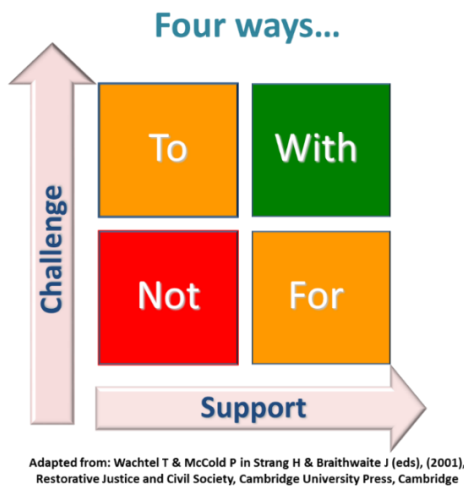 Four ways...
Challenge
To
With
Not
For
Support
Adapted from: Wachtel T & McCold P in Strang H & Braithwaite J (eds), (2001),
Restorative Justice and Civil Society, Cambridge University Press, Cambridge